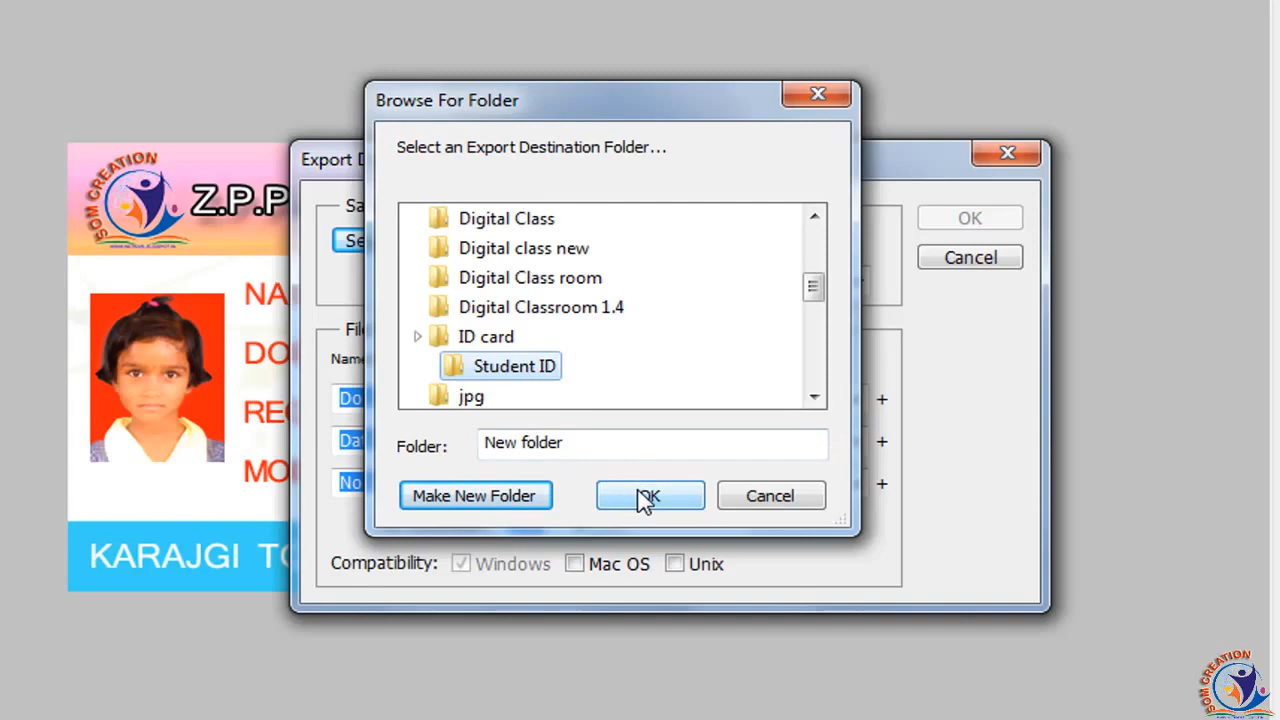 Browse For Folder
Select an Export Destination Folder...
Digital Class
Digital class new
Digital Class room
Digital Classroom 1.4
ID card
Student ID
jpg
Folder: New folder
Make New Folder
OK
Cancel
Export D
Sa
Se
OK
Cancel
File
Name
Do
+
Da
+
No
+
Compatibility: Windows Mac OS Unix
SOM CREATION
Z.P.P
NA
DO
REG
MO
KARAJGI TO
SOM CREATION